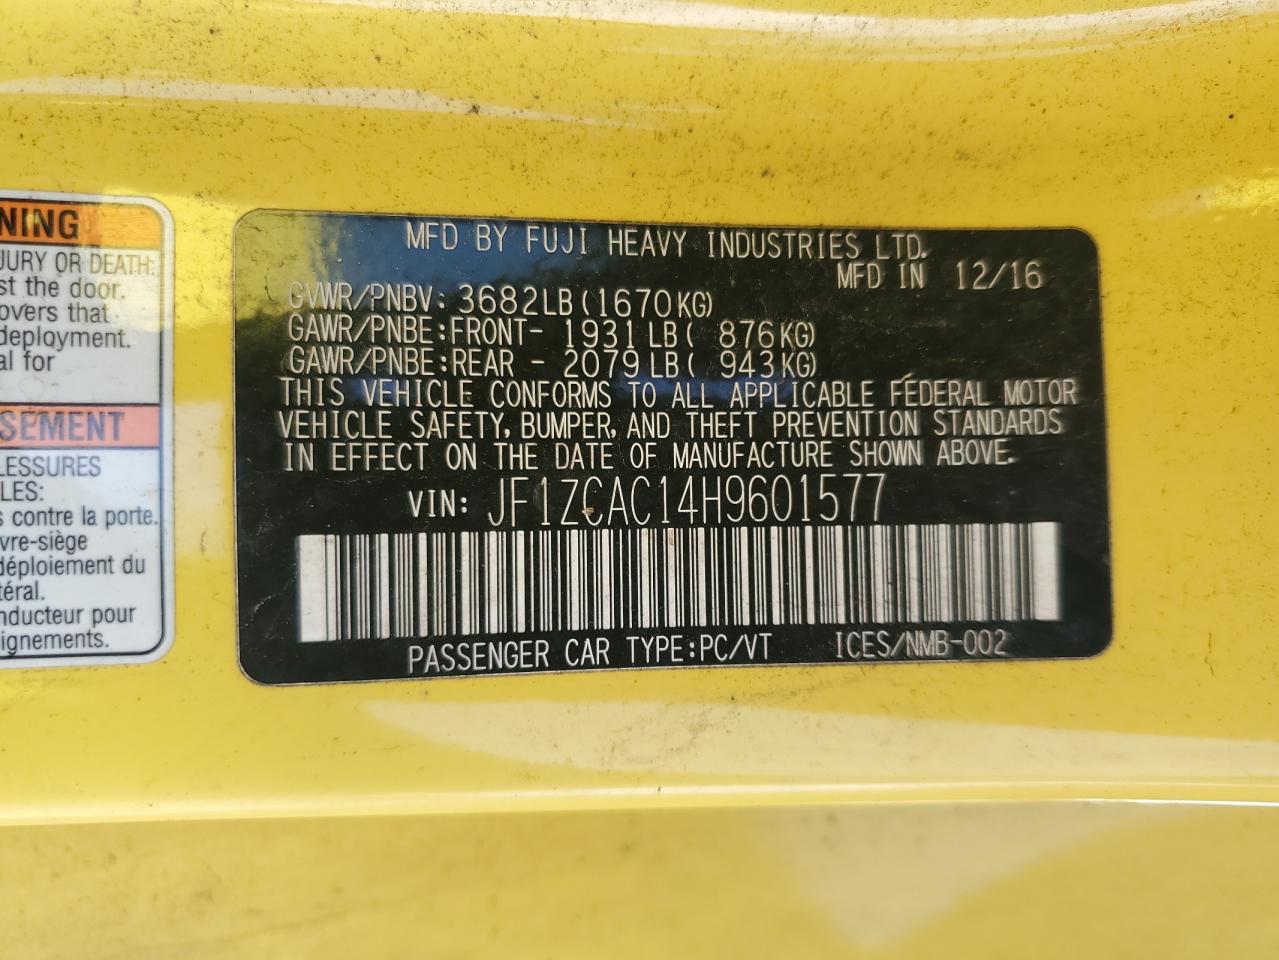 NING
JURY OR DEATH:
st the door.
overs that
deployment.
al for
SEMENT
LESSURES
LES:
s contre la porte.
vre-siège
déploiement du
téral.
nducteur pour
ignements.
MFD BY FUJI HEAVY INDUSTRIES LTD.
MFD IN 12/16
GVWR/PNBV: 3682LB(1670KG)
GAWR/PNBE:FRONT- 1931LB( 876KG)
GAWR/PNBE:REAR - 2079LB( 943KG)
THIS VEHICLE CONFORMS TO ALL APPLICABLE FEDERAL MOTOR
VEHICLE SAFETY, BUMPER, AND THEFT PREVENTION STANDARDS
IN EFFECT ON THE DATE OF MANUFACTURE SHOWN ABOVE.
VIN: JF1ZCAC14H9601577
PASSENGER CAR TYPE:PC/VT ICES/NMB-002